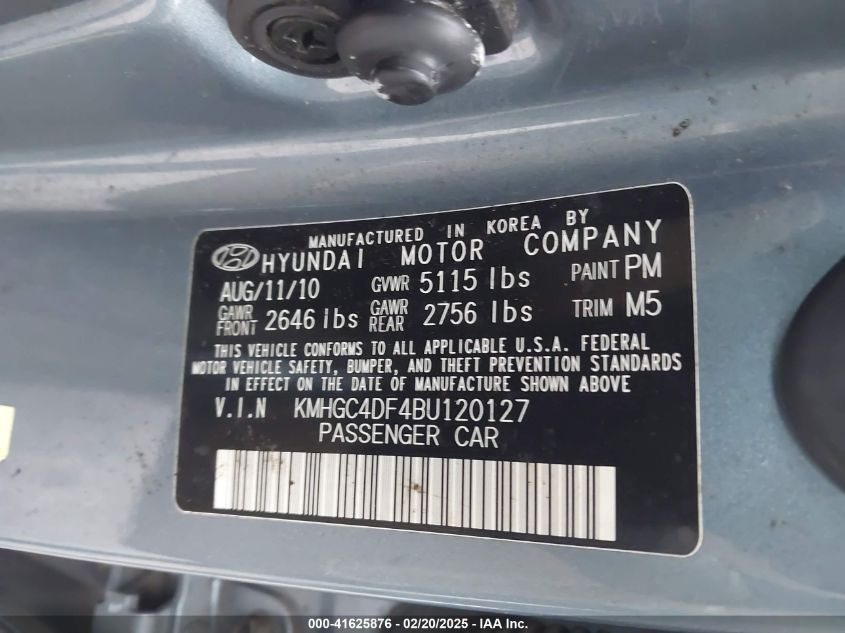 MANUFACTURED IN KOREA BY
HYUNDAI MOTOR COMPANY
AUG/11/10 GVWR 5115 lbs PAINT PM
GAWR FRONT 2646 lbs GAWR REAR 2756 lbs TRIM M5
THIS VEHICLE CONFORMS TO ALL APPLICABLE U.S.A. FEDERAL
MOTOR VEHICLE SAFETY, BUMPER, AND THEFT PREVENTION STANDARDS
IN EFFECT ON THE DATE OF MANUFACTURE SHOWN ABOVE
V.I.N KMHGC4DF4BU120127
PASSENGER CAR
000-41625876 - 02/20/2025 - IAA Inc.